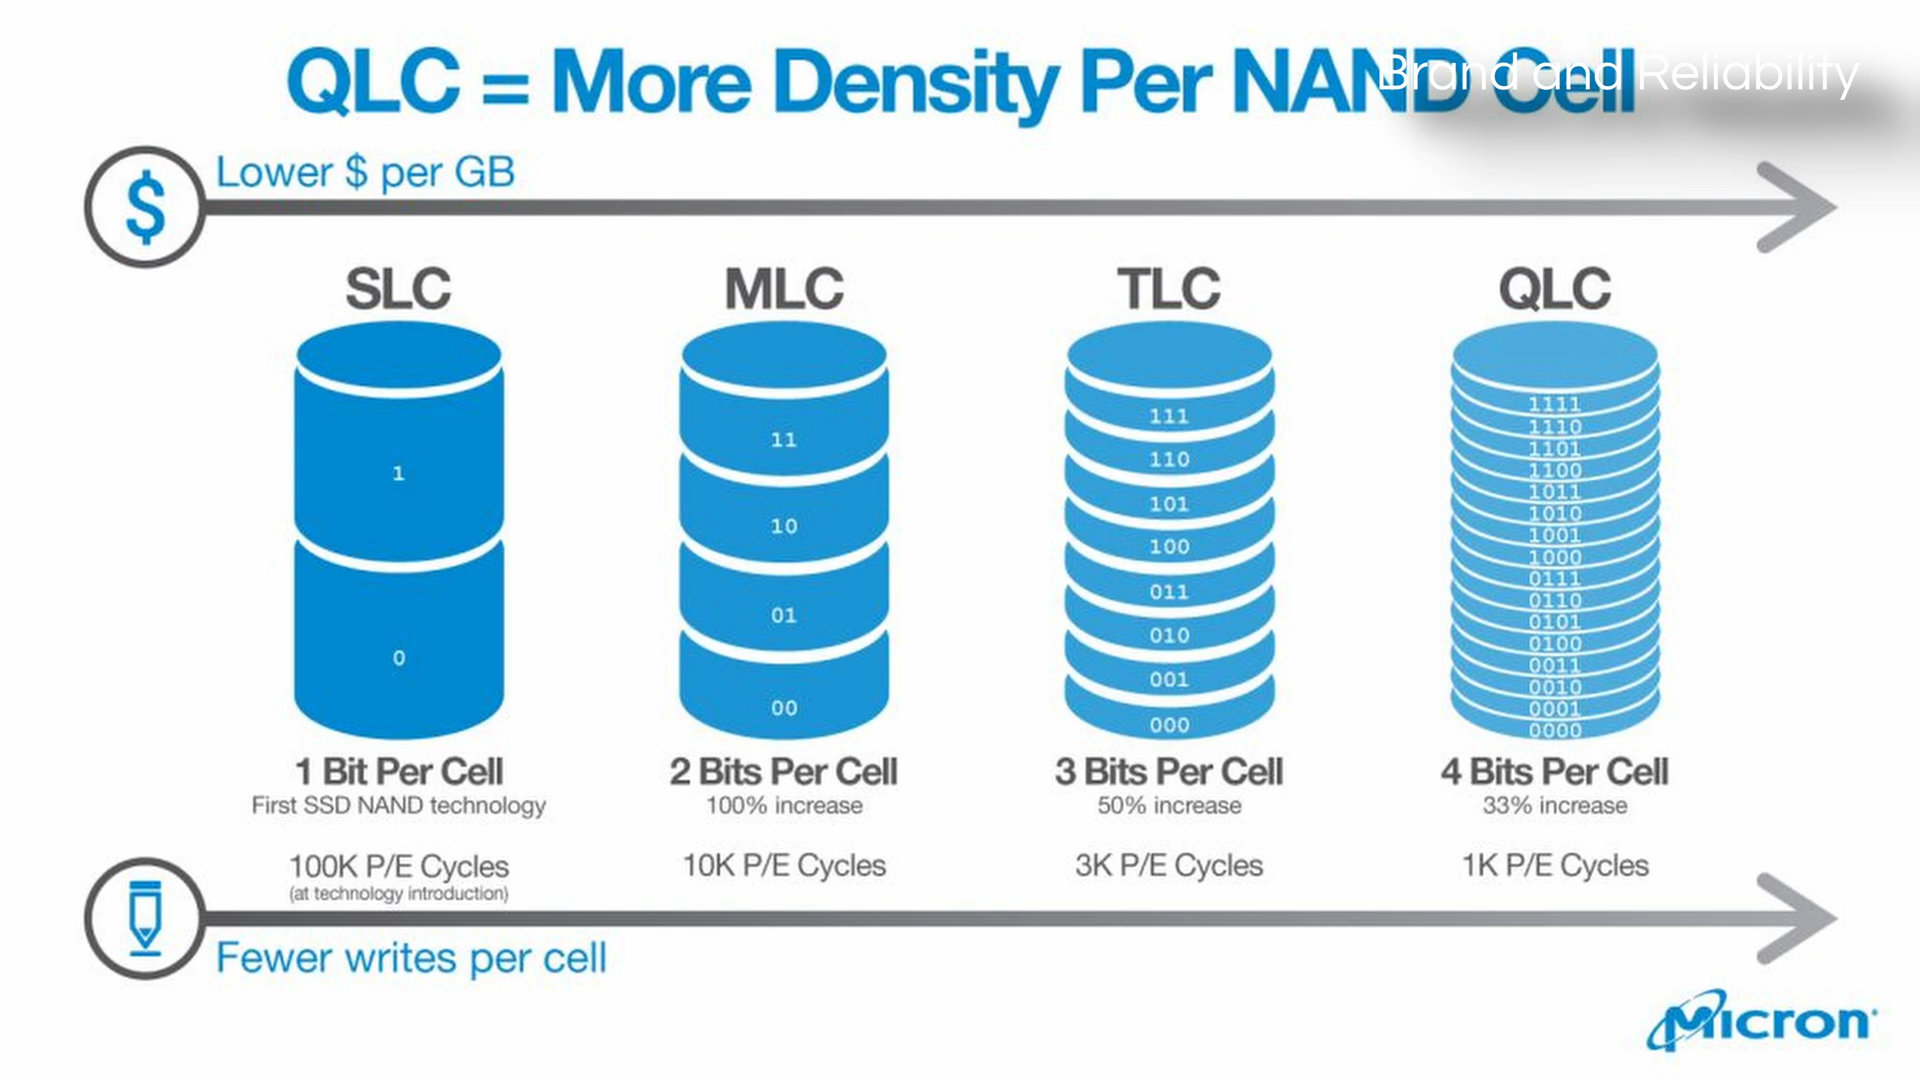 QLC = More Density Per NAND Cell
Brand and Reliability
$
Lower $ per GB
SLC
MLC
TLC
QLC
1
0
11
10
01
00
111
110
101
100
011
010
001
000
1111
1110
1101
1100
1011
1010
1001
1000
0111
0110
0101
0100
0011
0010
0001
0000
1 Bit Per Cell
First SSD NAND technology
100K P/E Cycles
(at technology introduction)
2 Bits Per Cell
100% increase
10K P/E Cycles
3 Bits Per Cell
50% increase
3K P/E Cycles
4 Bits Per Cell
33% increase
1K P/E Cycles
Fewer writes per cell
Micron